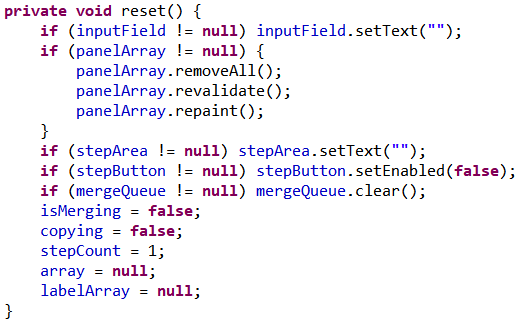 private void reset() {
    if (inputField != null) inputField.setText("");
    if (panelArray != null) {
        panelArray.removeAll();
        panelArray.revalidate();
        panelArray.repaint();
    }
    if (stepArea != null) stepArea.setText("");
    if (stepButton != null) stepButton.setEnabled(false);
    if (mergeQueue != null) mergeQueue.clear();
    isMerging = false;
    copying = false;
    stepCount = 1;
    array = null;
    labelArray = null;
}